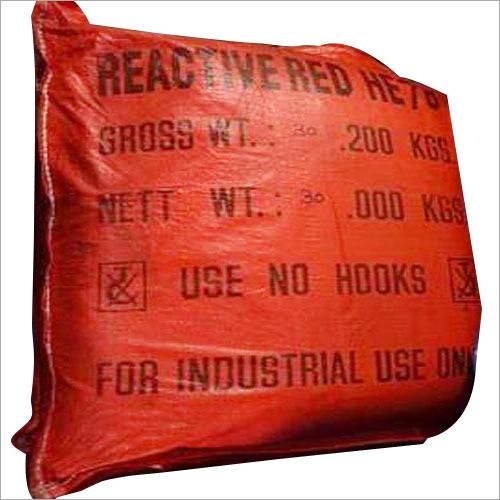 REACTIVE RED HE7B
GROSS WT.: 30 .200 KGS.
NETT WT.: 30 .000 KGS.
USE NO HOOKS
FOR INDUSTRIAL USE ONLY